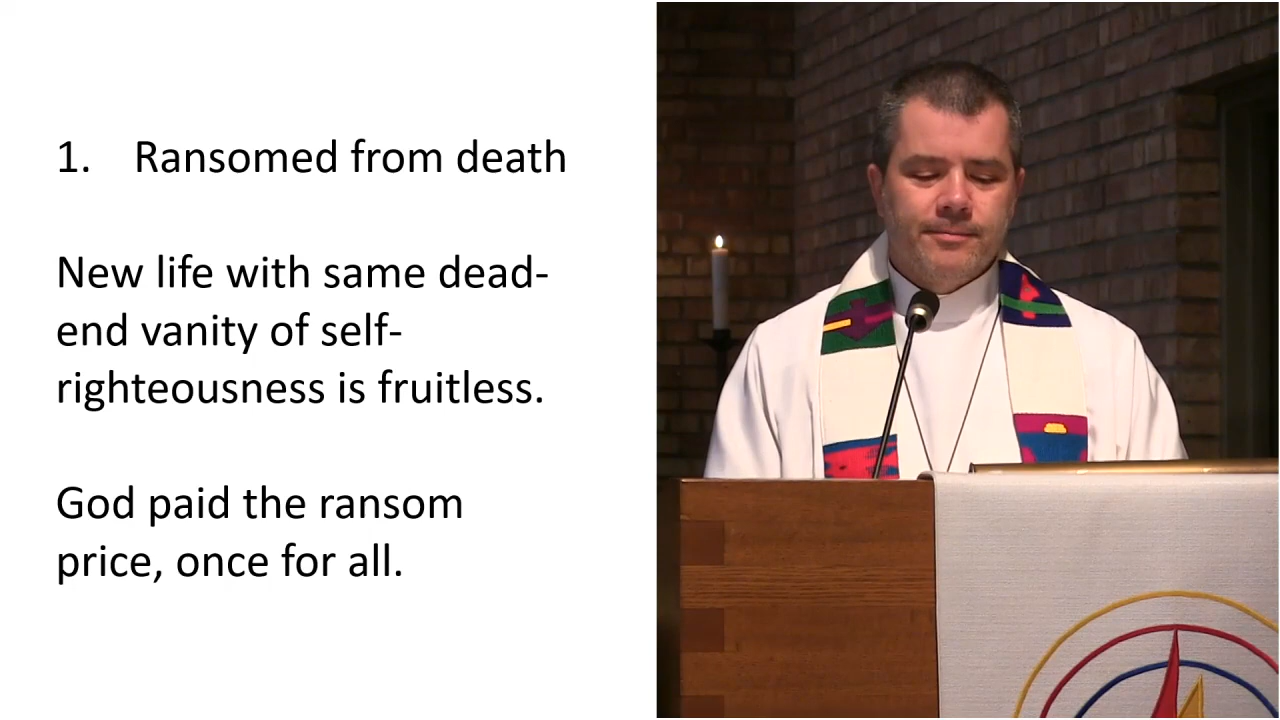 1. Ransomed from death
New life with same dead-
end vanity of self-
righteousness is fruitless.
God paid the ransom
price, once for all.